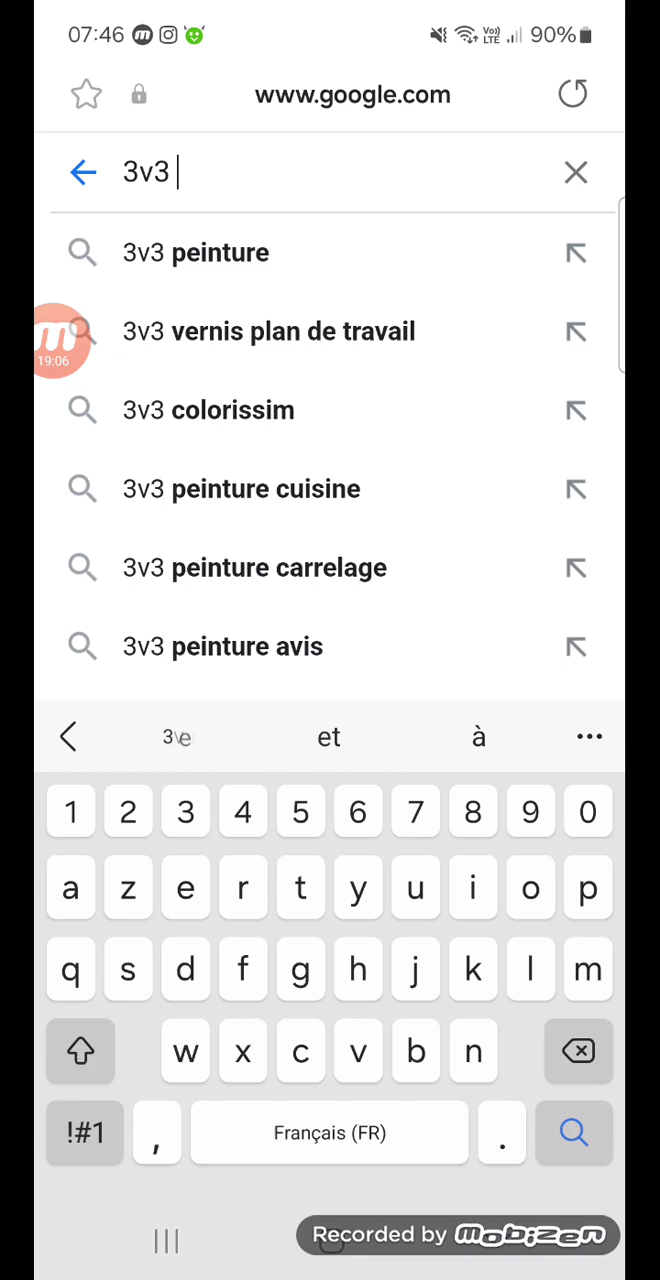 07:46 Vo) LTE 90%
www.google.com
3v3
3v3 peinture
3v3 vernis plan de travail
m
19:06
3v3 colorissim
3v3 peinture cuisine
3v3 peinture carrelage
3v3 peinture avis
et à
1 2 3 4 5 6 7 8 9 0
a z e r t y u i o p
q s d f g h j k l m
w x c v b n
!#1 , Français (FR) .
Recorded by mobizen